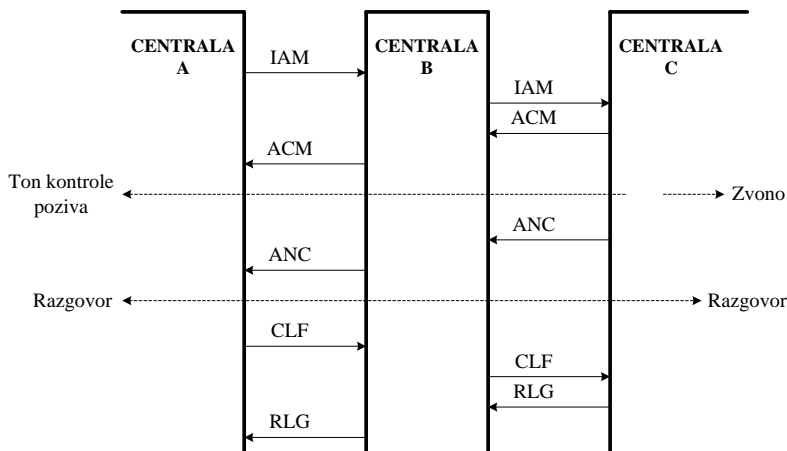 CENTRALA
A
CENTRALA
B
CENTRALA
C
IAM
IAM
ACM
ACM
Ton kontrole
poziva
Zvono
ANC
ANC
Razgovor
Razgovor
CLF
CLF
RLG
RLG